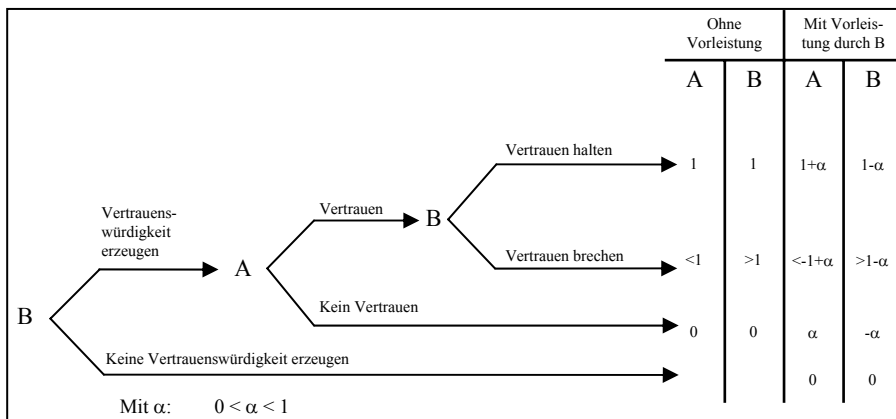 Ohne
Vorleistung
Mit Vorleis-
tung durch B
A B A B
Vertrauen halten
1 1 1+α 1-α
Vertrauens-
würdigkeit
erzeugen
Vertrauen
B
A
Vertrauen brechen
<1 >1 <-1+α >1-α
Kein Vertrauen
0 0 α -α
B
Keine Vertrauenswürdigkeit erzeugen
0 0
Mit α: 0 < α < 1